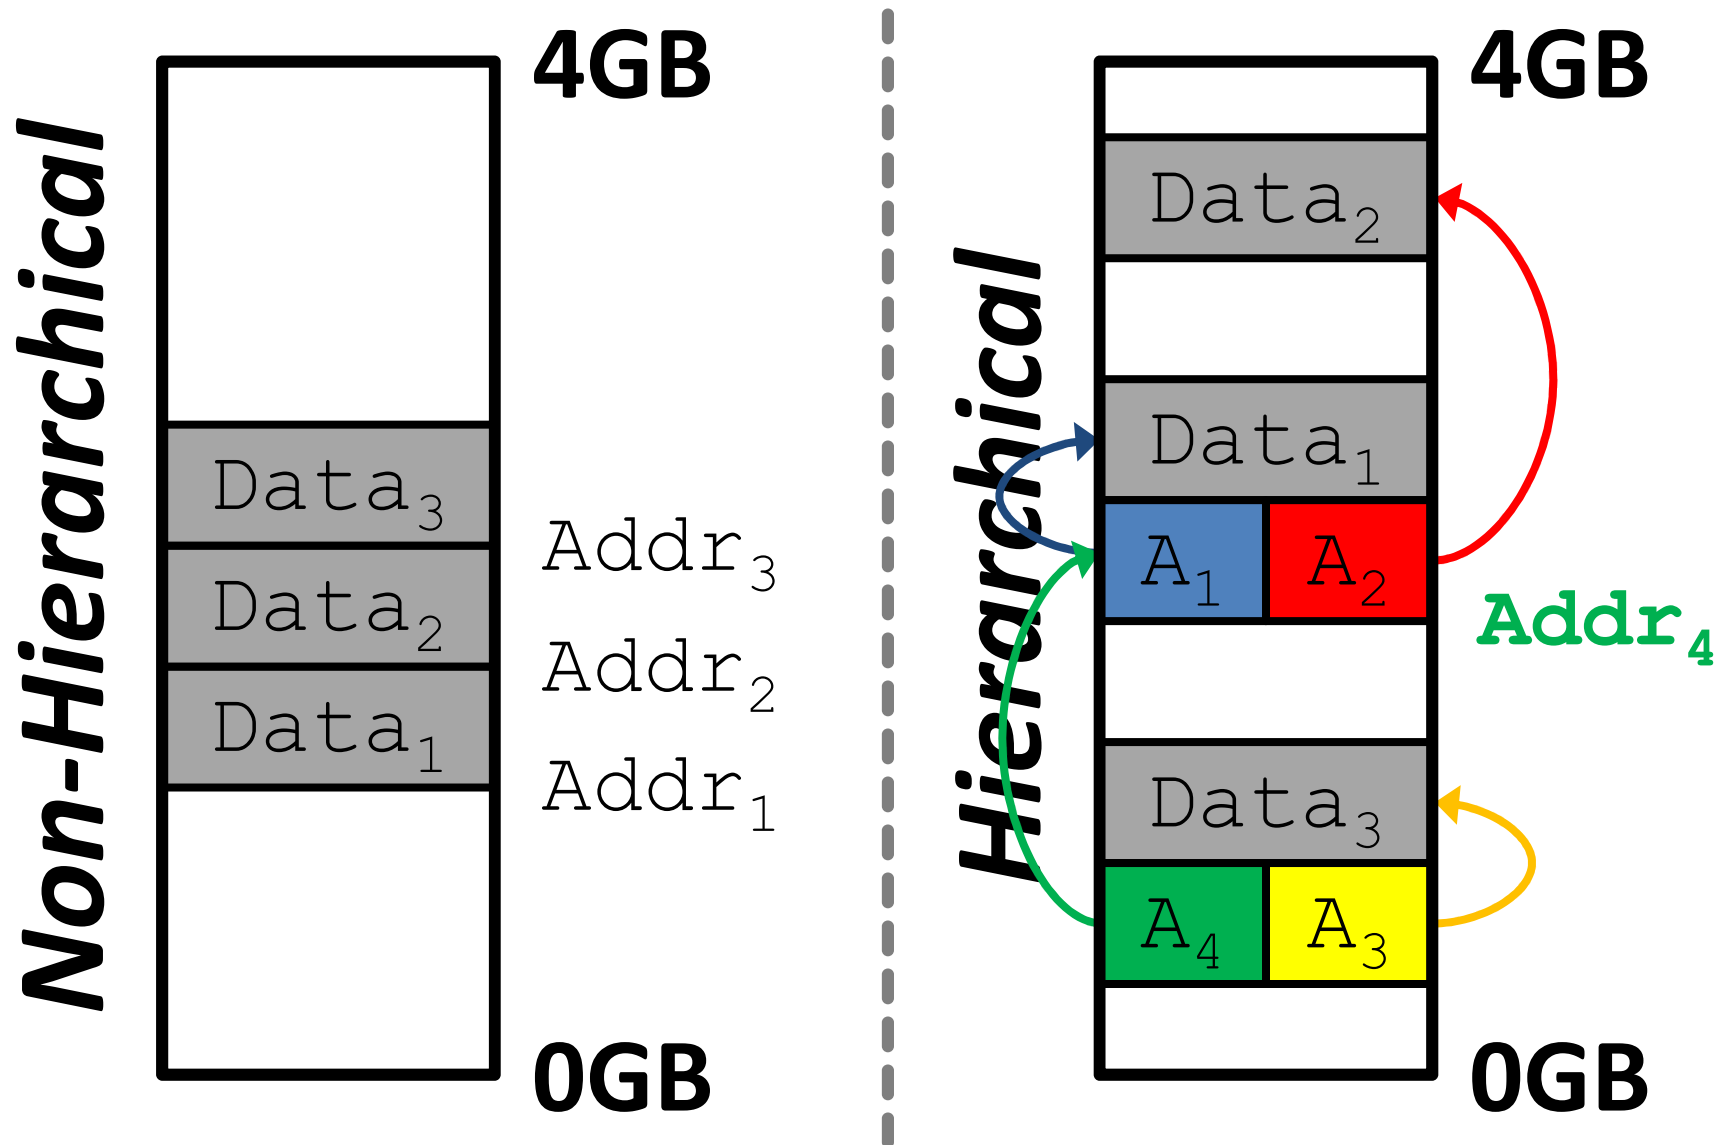 Non-Hierarchical
4GB
Data3
Data2
Data1
Addr3
Addr2
Addr1
0GB
Hierarchical
4GB
Data2
Data1
A1 A2
Addr4
Data3
A4 A3
0GB